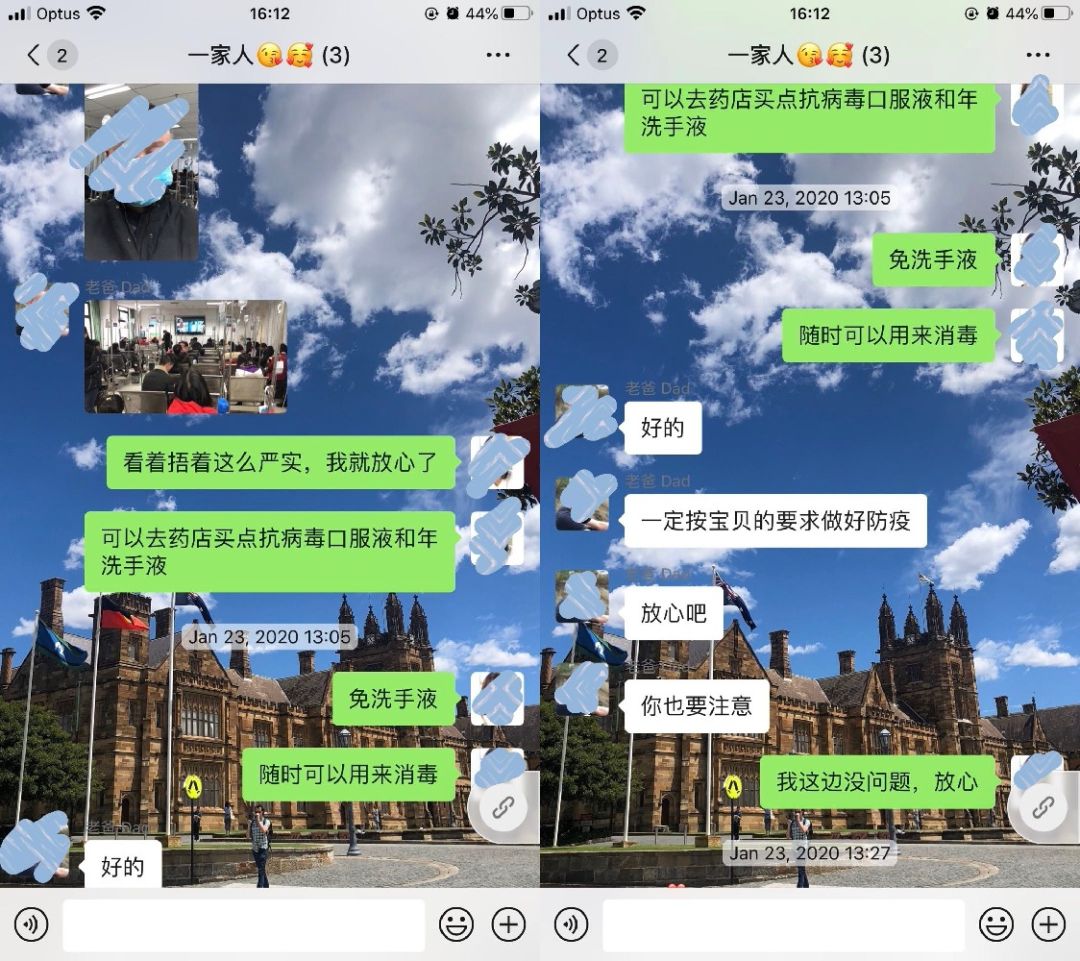 Optus
16:12
44%
2
一家人😘🥰 (3)
老爸 Dad
看着捂着这么严实，我就放心了
可以去药店买点抗病毒口服液和年
洗手液
Jan 23, 2020 13:05
免洗手液
随时可以用来消毒
老爸 Dad
好的
Optus
16:12
44%
2
一家人😘🥰 (3)
可以去药店买点抗病毒口服液和年
洗手液
Jan 23, 2020 13:05
免洗手液
随时可以用来消毒
老爸 Dad
好的
老爸 Dad
一定按宝贝的要求做好防疫
老爸 Dad
放心吧
老爸 Dad
你也要注意
我这边没问题，放心
Jan 23, 2020 13:27